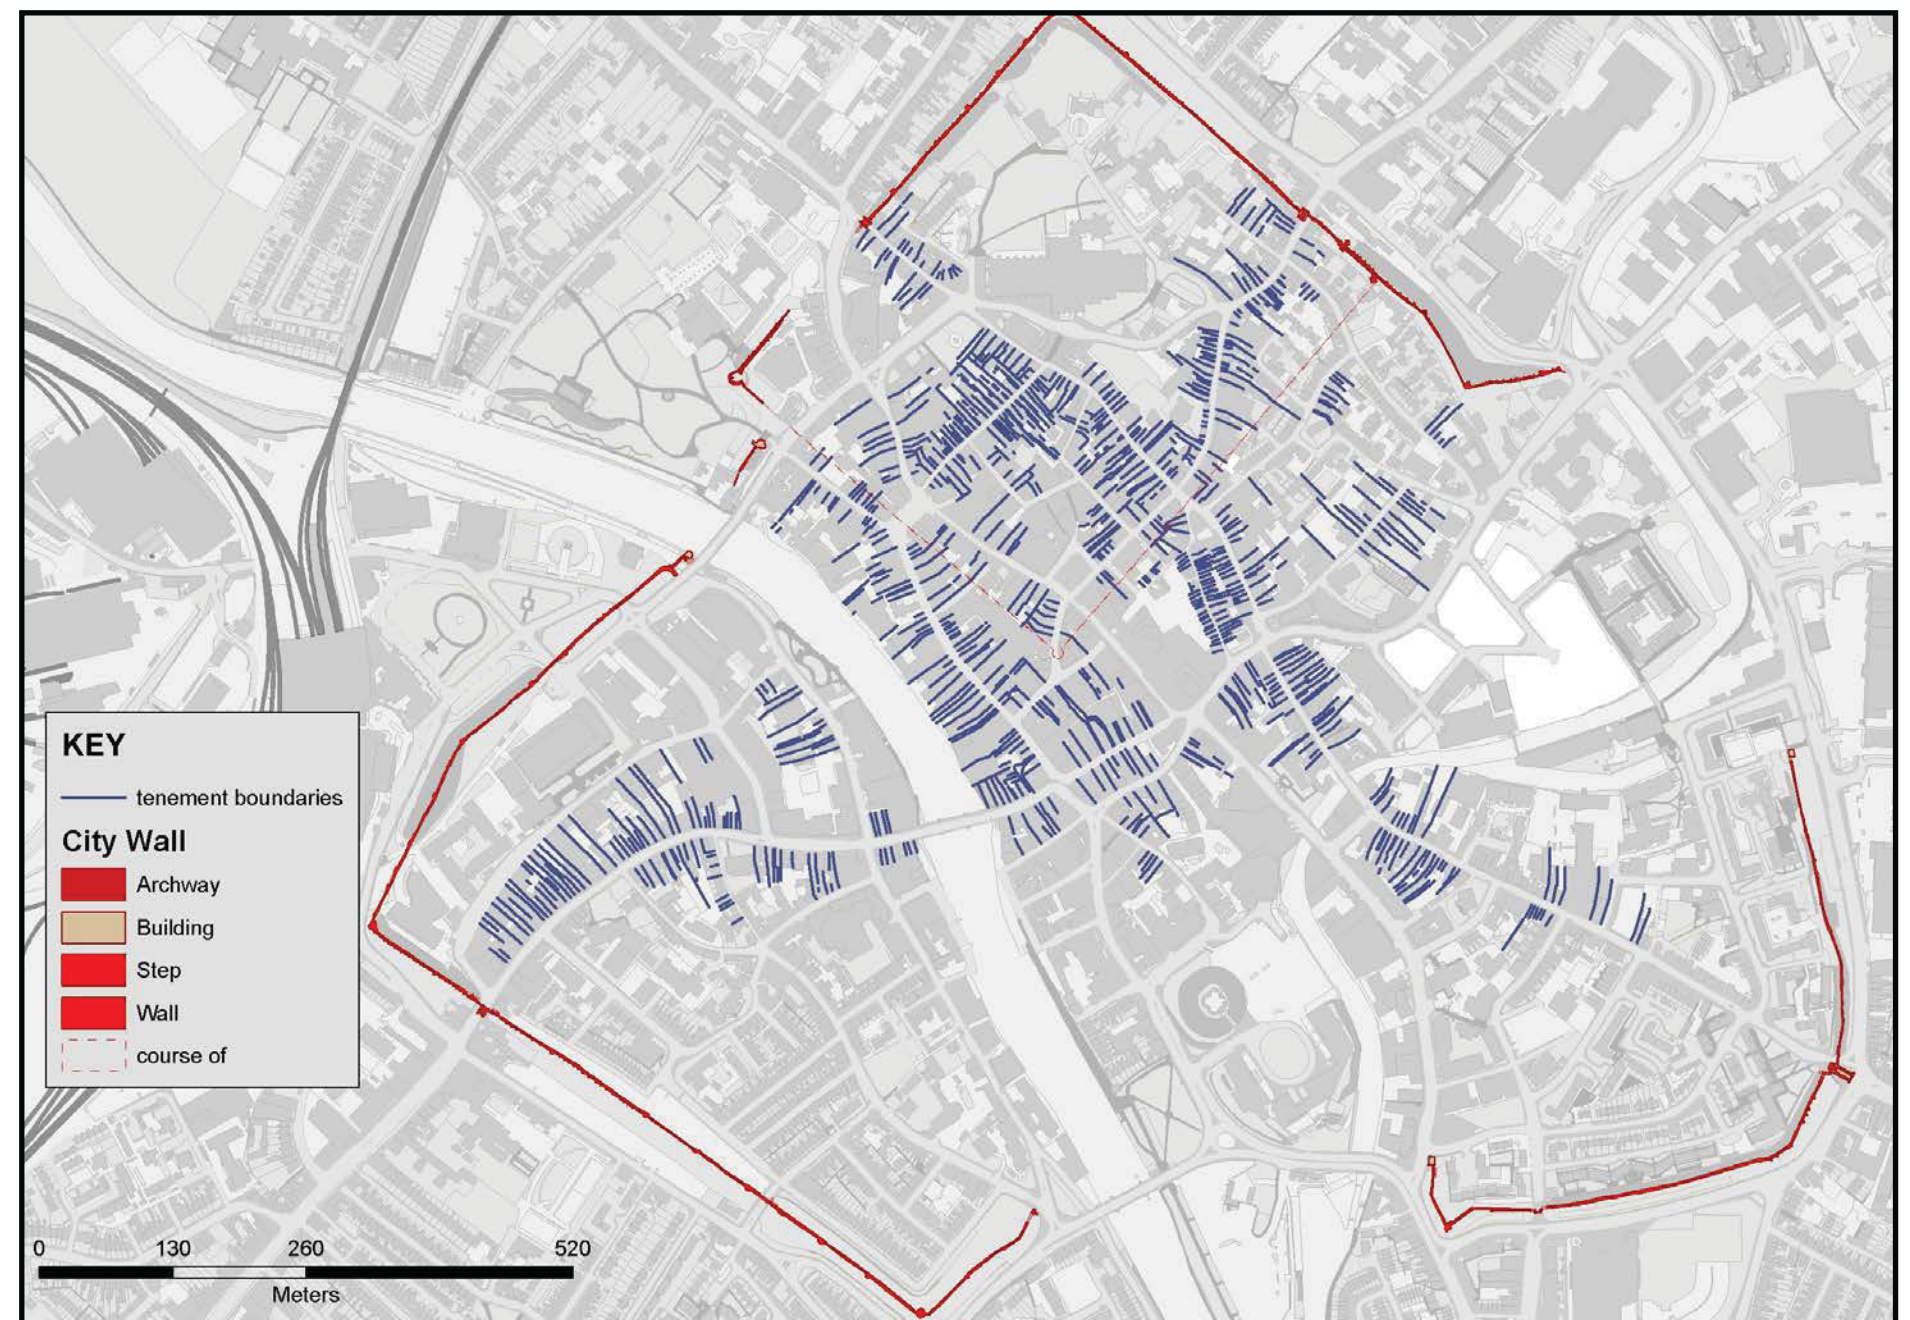 KEY
tenement boundaries
City Wall
Archway
Building
Step
Wall
course of
0 130 260 520
Meters